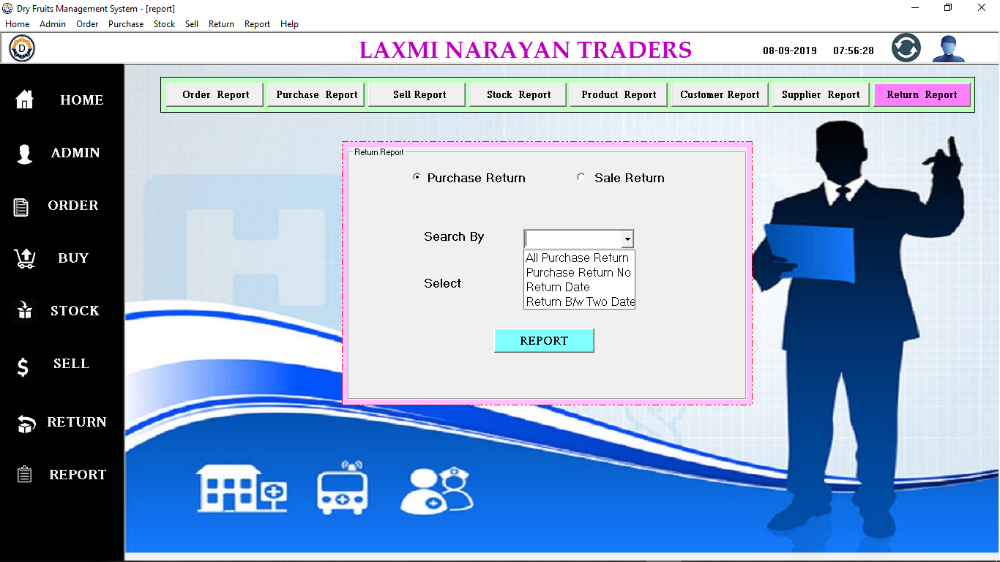 Dry Fruits Management System - [report]
Home Admin Order Purchase Stock Sell Return Report Help
D
LAXMI NARAYAN TRADERS
08-09-2019 07:56:28
HOME
ADMIN
ORDER
BUY
STOCK
SELL
RETURN
REPORT
Order Report Purchase Report Sell Report Stock Report Product Report Customer Report Supplier Report Return Report
Return Report
Purchase Return Sale Return
Search By
All Purchase Return
Purchase Return No
Select
Return Date
Return B/w Two Date
REPORT
H